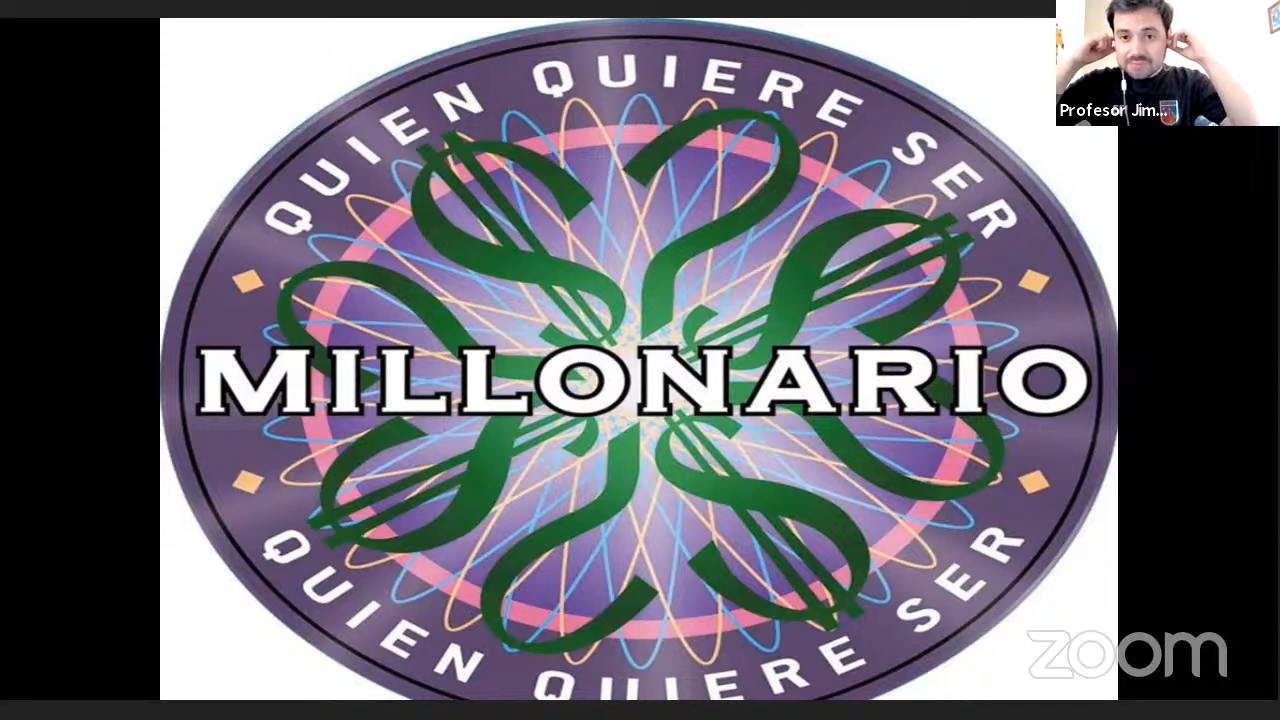 QUIEN QUIERE SER
MILLONARIO
QUIEN QUIERE SER
Profesor Jim...
zoom